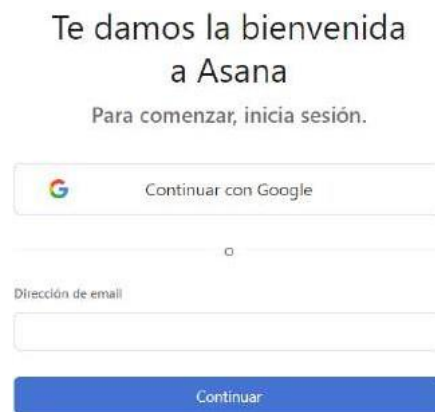 Te damos la bienvenida
a Asana
Para comenzar, inicia sesión.
Continuar con Google
o
Dirección de email
Continuar